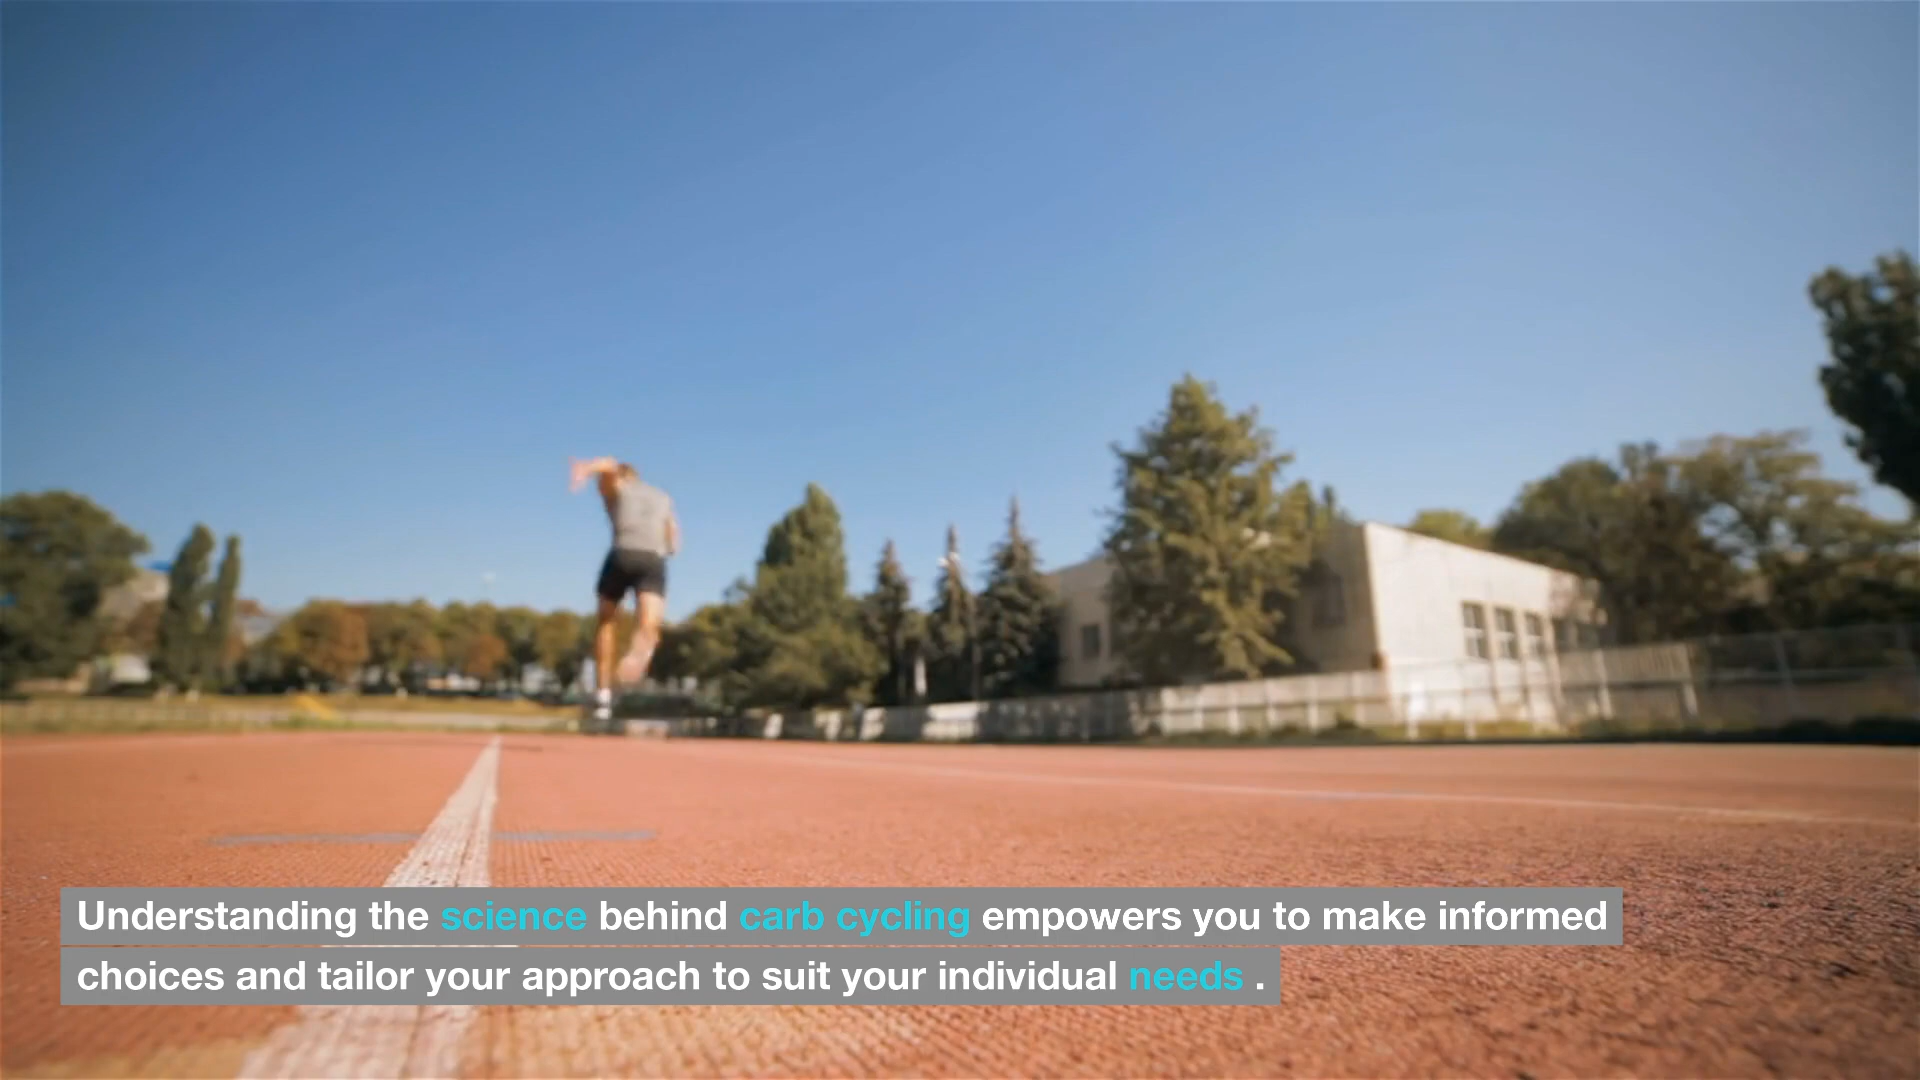 Understanding the science behind carb cycling empowers you to make informed
choices and tailor your approach to suit your individual needs .